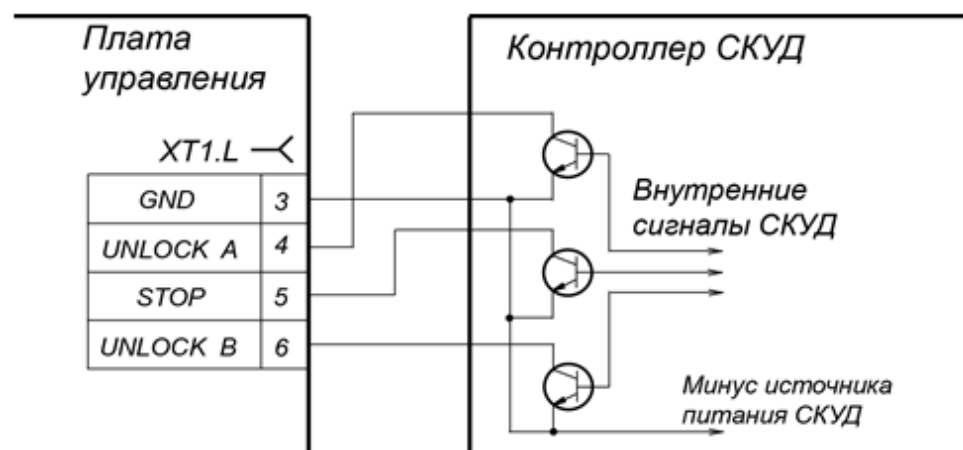 Плата
управления
Контроллер СКУД
XT1.L
GND 3
UNLOCK A 4
STOP 5
UNLOCK B 6
Внутренние
сигналы СКУД
Минус источника
питания СКУД